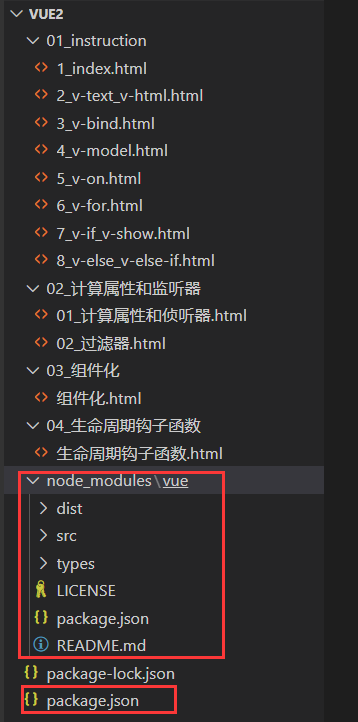 VUE2
01_instruction
1_index.html
2_v-text_v-html.html
3_v-bind.html
4_v-model.html
5_v-on.html
6_v-for.html
7_v-if_v-show.html
8_v-else_v-else-if.html
02_计算属性和监听器
01_计算属性和侦听器.html
02_过滤器.html
03_组件化
组件化.html
04_生命周期钩子函数
生命周期钩子函数.html
node_modules\vue
dist
src
types
LICENSE
package.json
README.md
package-lock.json
package.json